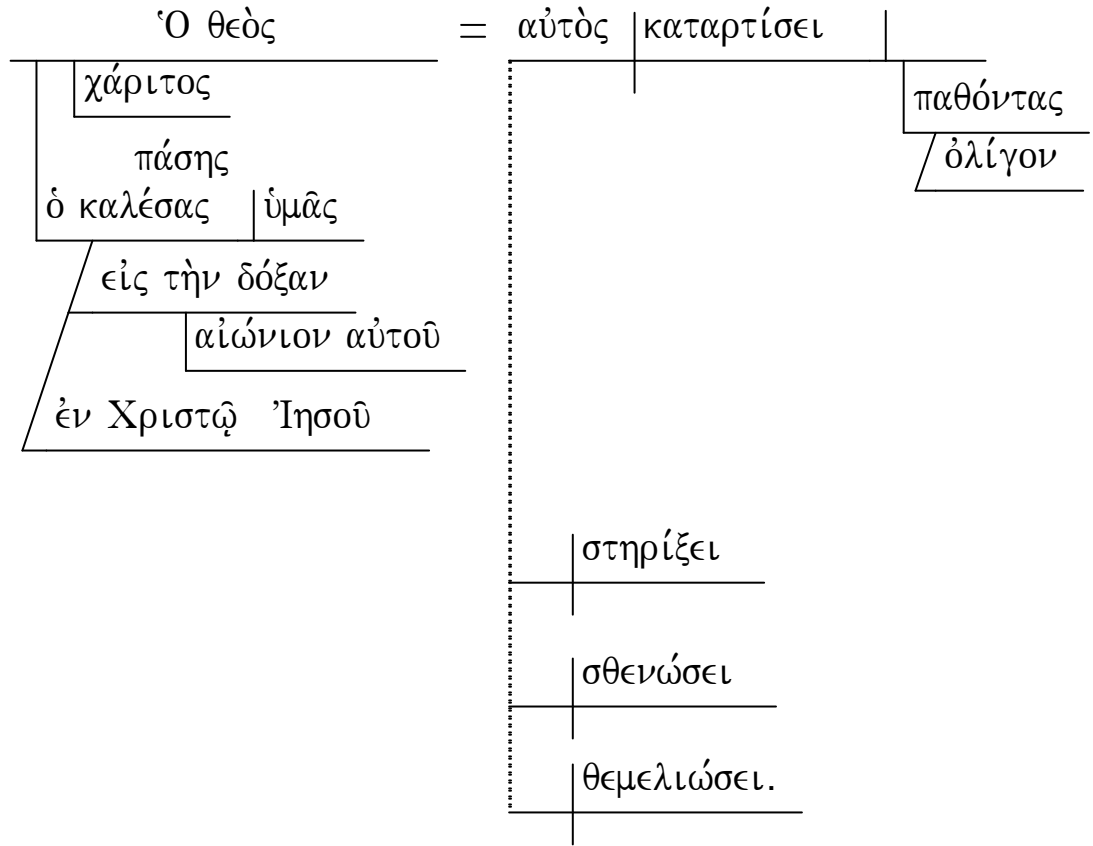 Ὁ θεὸς = αὐτὸς καταρτίσει
χάριτος
παθόντας
πάσης
ὀλίγον
ὁ καλέσας ὑμᾶς
εἰς τὴν δόξαν
αἰώνιον αὐτοῦ
ἐν Χριστῷ Ἰησοῦ
στηρίξει
σθενώσει
θεμελιώσει.